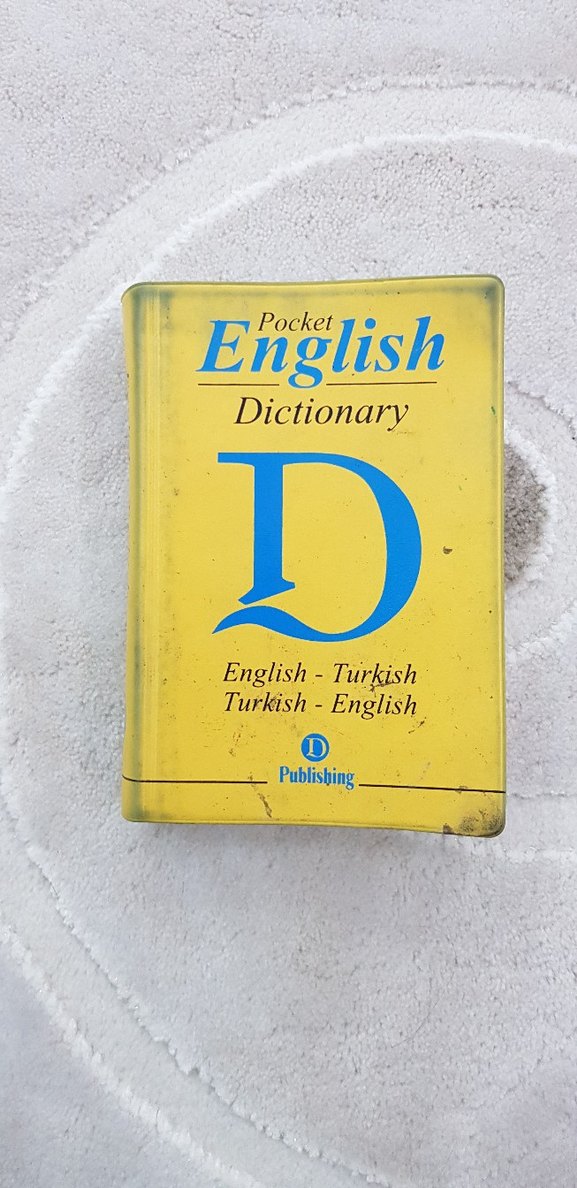 Pocket
English
Dictionary
D
English - Turkish
Turkish - English
D
Publishing